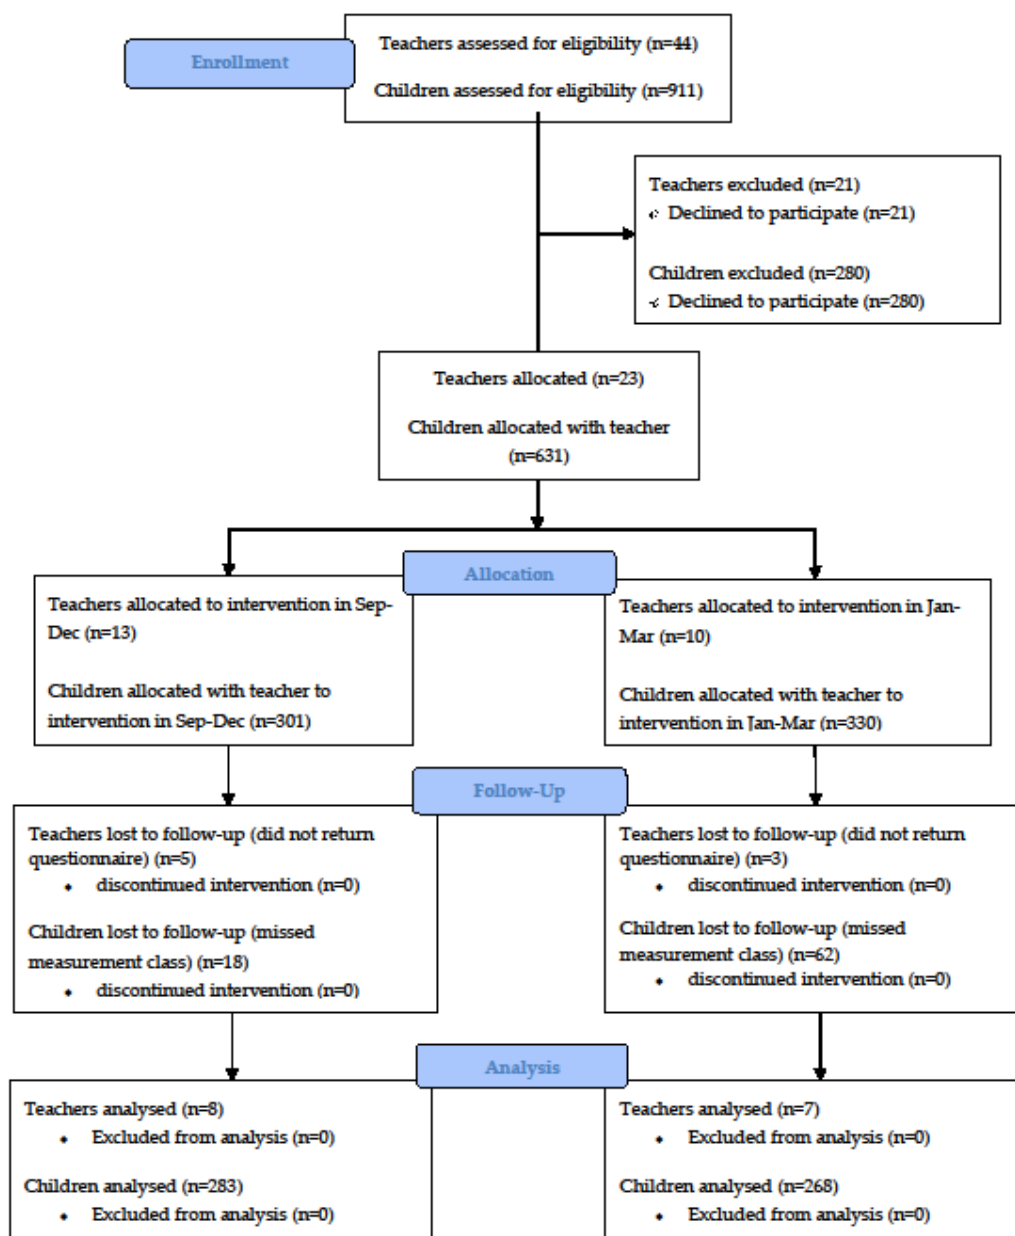 Enrollment
Teachers assessed for eligibility (n=44)
Children assessed for eligibility (n=911)
Teachers excluded (n=21)
Declined to participate (n=21)
Children excluded (n=280)
Declined to participate (n=280)
Teachers allocated (n=23)
Children allocated with teacher
(n=631)
Allocation
Teachers allocated to intervention in Sep-
Dec (n=13)
Children allocated with teacher to
intervention in Sep-Dec (n=301)
Teachers allocated to intervention in Jan-
Mar (n=10)
Children allocated with teacher to
intervention in Jan-Mar (n=330)
Follow-Up
Teachers lost to follow-up (did not return
questionnaire) (n=5)
• discontinued intervention (n=0)
Children lost to follow-up (missed
measurement class) (n=18)
• discontinued intervention (n=0)
Teachers lost to follow-up (did not return
questionnaire) (n=3)
• discontinued intervention (n=0)
Children lost to follow-up (missed
measurement class) (n=62)
• discontinued intervention (n=0)
Analysis
Teachers analysed (n=8)
• Excluded from analysis (n=0)
Children analysed (n=283)
• Excluded from analysis (n=0)
Teachers analysed (n=7)
• Excluded from analysis (n=0)
Children analysed (n=268)
• Excluded from analysis (n=0)